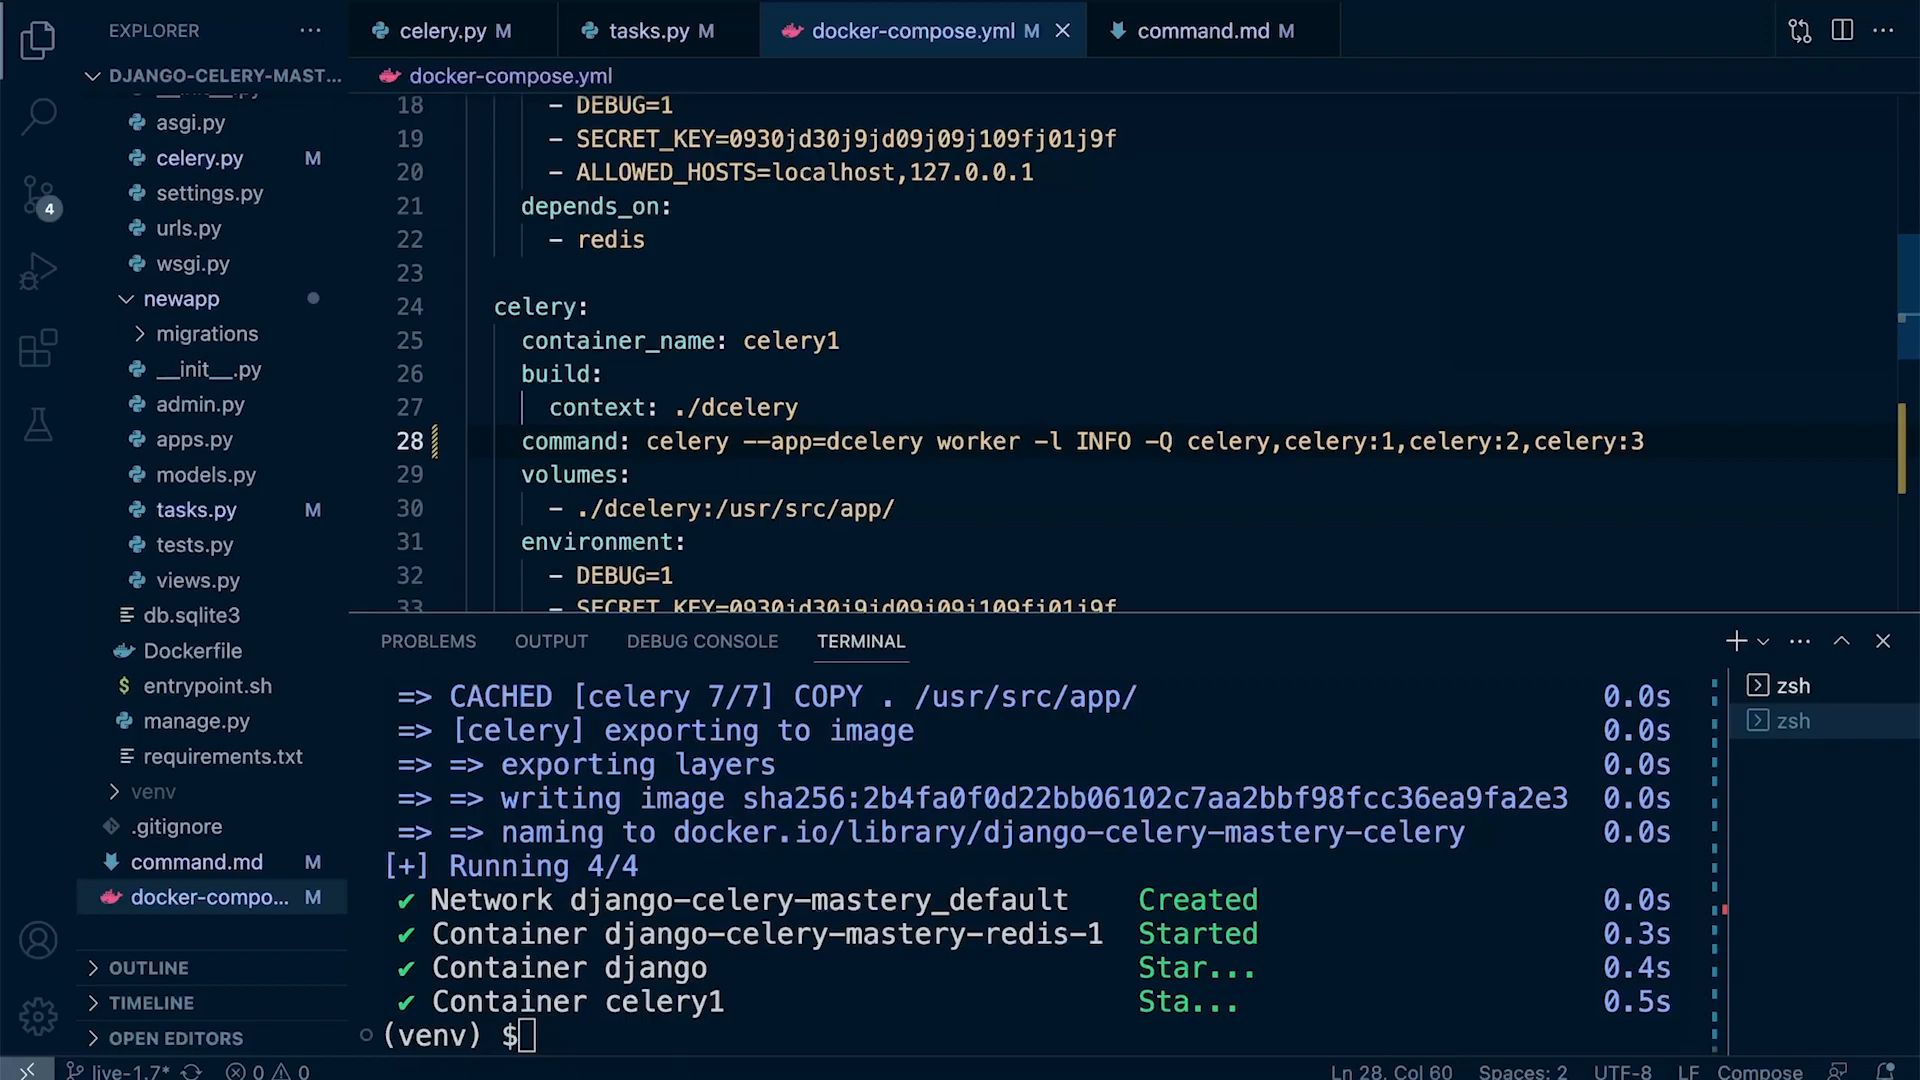 EXPLORER
DJANGO-CELERY-MAST...
asgi.py
celery.py M
settings.py
urls.py
wsgi.py
newapp
migrations
__init__.py
admin.py
apps.py
models.py
tasks.py M
tests.py
views.py
db.sqlite3
Dockerfile
entrypoint.sh
manage.py
requirements.txt
venv
.gitignore
command.md M
docker-compo... M
OUTLINE
TIMELINE
OPEN EDITORS
4
celery.py M
tasks.py M
docker-compose.yml M
command.md M
docker-compose.yml
18 - DEBUG=1
19 - SECRET_KEY=0930jd30j9jd09j09j109fj01j9f
20 - ALLOWED_HOSTS=localhost,127.0.0.1
21 depends_on:
22 - redis
23
24 celery:
25 container_name: celery1
26 build:
27 context: ./dcelery
28 command: celery --app=dcelery worker -l INFO -Q celery,celery:1,celery:2,celery:3
29 volumes:
30 - ./dcelery:/usr/src/app/
31 environment:
32 - DEBUG=1
33 - SECRET_KEY=0930jd30j9jd09j09j109fj01j9f
PROBLEMS OUTPUT DEBUG CONSOLE TERMINAL
=> CACHED [celery 7/7] COPY . /usr/src/app/ 0.0s
=> [celery] exporting to image 0.0s
=> => exporting layers 0.0s
=> => writing image sha256:2b4fa0f0d22bb06102c7aa2bbf98fcc36ea9fa2e3 0.0s
=> => naming to docker.io/library/django-celery-mastery-celery 0.0s
[+] Running 4/4
✔ Network django-celery-mastery_default Created 0.0s
✔ Container django-celery-mastery-redis-1 Started 0.3s
✔ Container django Star... 0.4s
✔ Container celery1 Sta... 0.5s
(venv) $
zsh
zsh
live-1.7* 0 0
Ln 28, Col 60 Spaces: 2 UTF-8 LF Compose